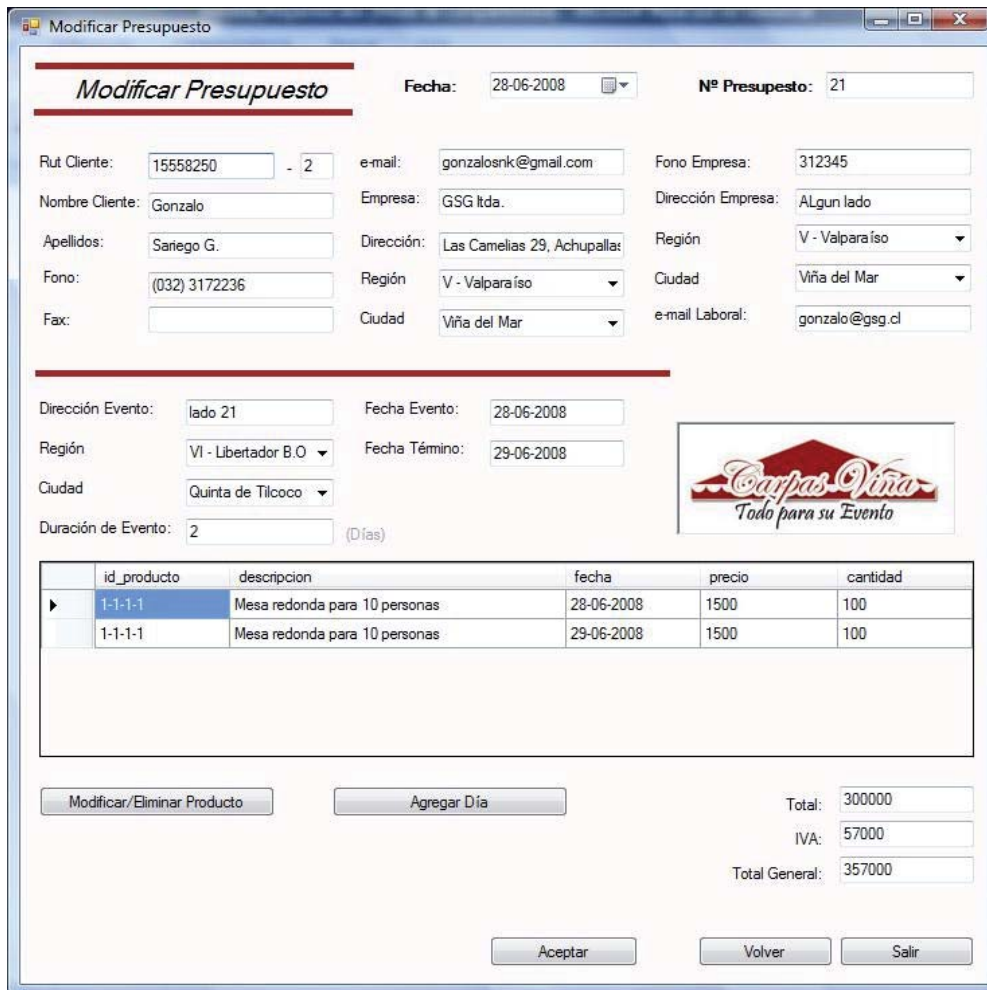 Modificar Presupuesto
Modificar Presupuesto
Fecha: 28-06-2008
Nº Presupesto: 21
Rut Cliente: 15558250 - 2
e-mail: gonzalosnk@gmail.com
Fono Empresa: 312345
Nombre Cliente: Gonzalo
Empresa: GSG ltda.
Dirección Empresa: ALgun lado
Apellidos: Sariego G.
Dirección: Las Camelias 29, Achupallas
Región V - Valparaíso
Fono: (032) 3172236
Región V - Valparaíso
Ciudad Viña del Mar
Fax:
Ciudad Viña del Mar
e-mail Laboral: gonzalo@gsg.cl
Dirección Evento: lado 21
Fecha Evento: 28-06-2008
Región VI - Libertador B.O
Fecha Término: 29-06-2008
Ciudad Quinta de Tilcoco
Duración de Evento: 2 (Días)
Carpas Viña
Todo para su Evento
id_producto descripcion fecha precio cantidad
1-1-1-1 Mesa redonda para 10 personas 28-06-2008 1500 100
1-1-1-1 Mesa redonda para 10 personas 29-06-2008 1500 100
Modificar/Eliminar Producto
Agregar Día
Total: 300000
IVA: 57000
Total General: 357000
Aceptar
Volver
Salir